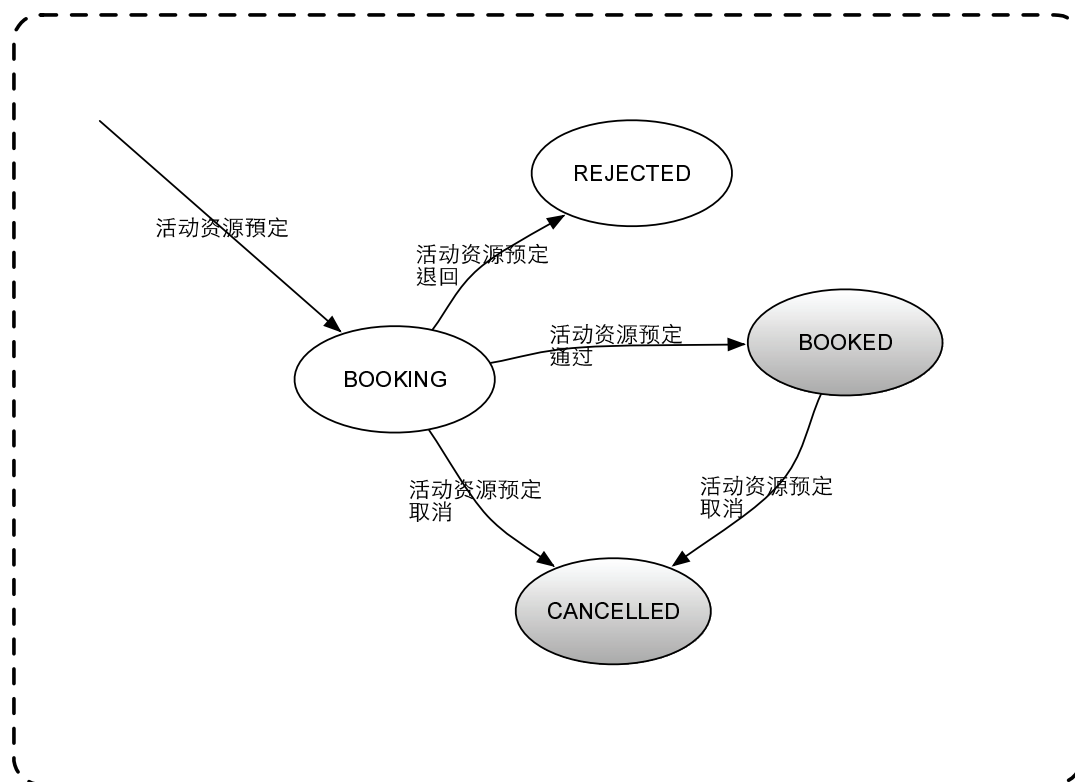 REJECTED
活动资源預定
活动资源预定
退回
活动资源预定
通过
BOOKED
BOOKING
活动资源预定
取消
活动资源预定
取消
CANCELLED